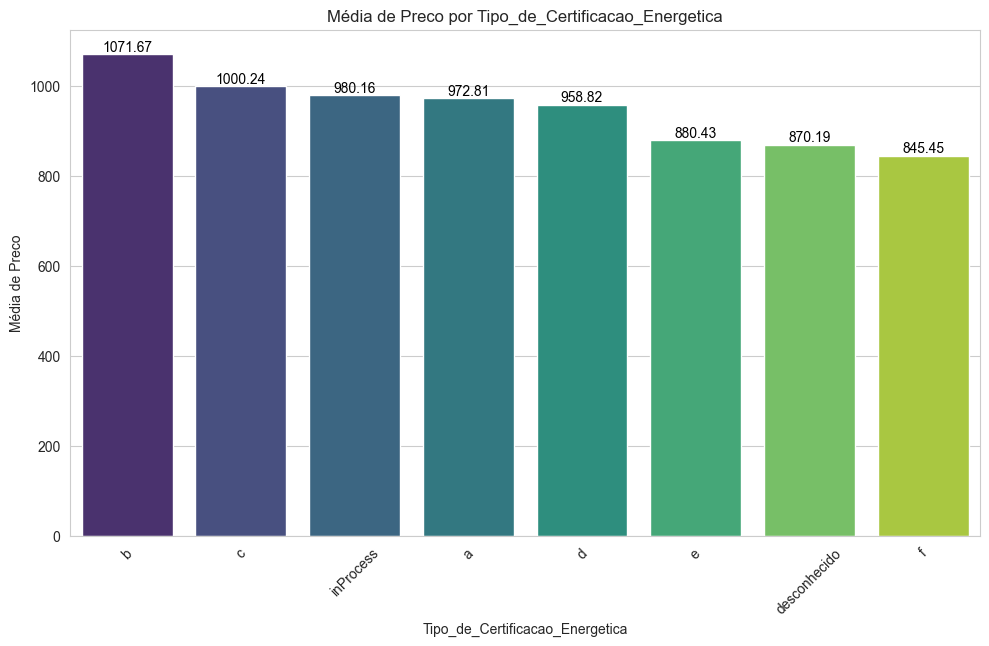 Média de Preco por Tipo_de_Certificacao_Energetica
1071.67
1000.24
980.16
972.81
958.82
880.43
870.19
845.45
1000
800
600
400
200
0
Média de Preco
b
c
inProcess
a
d
e
desconhecido
f
Tipo_de_Certificacao_Energetica